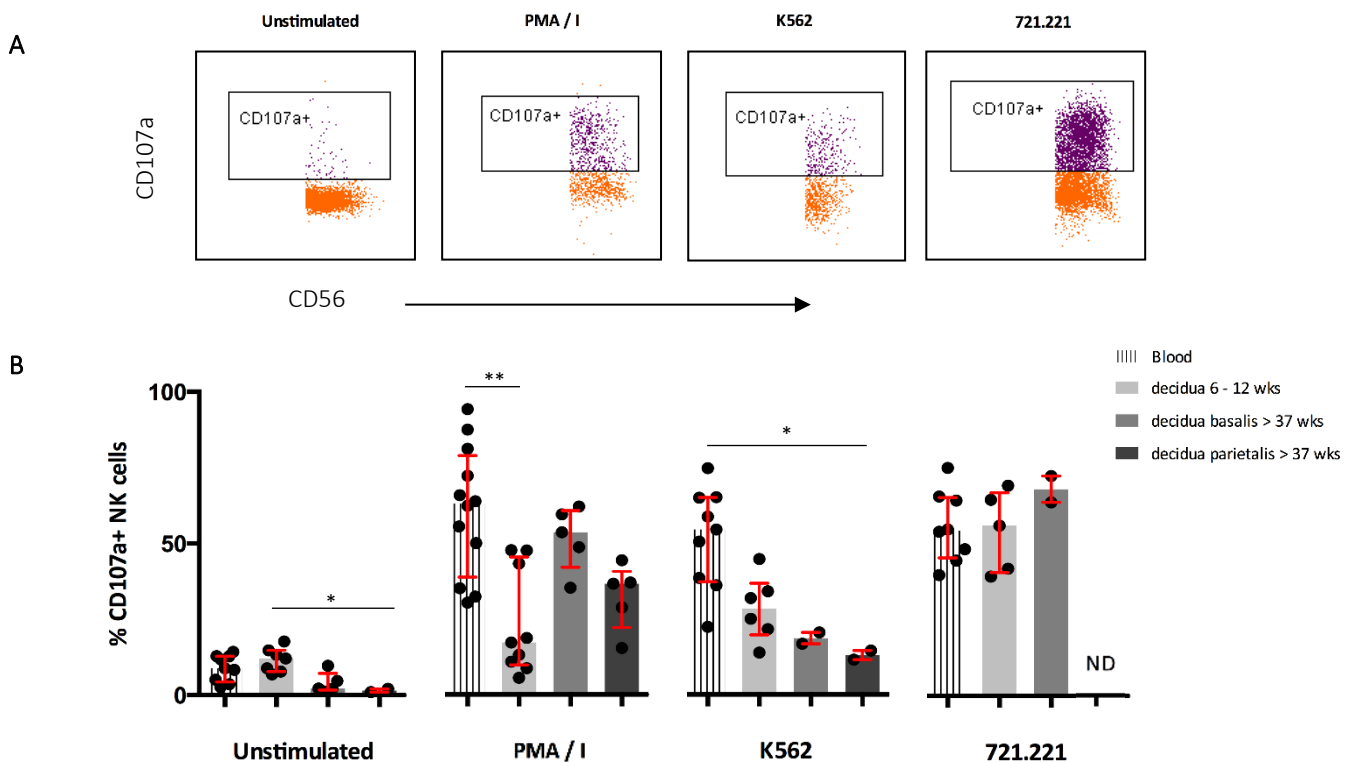 Unstimulated PMA / I K562 721.221
A
CD107a
CD107a+ CD107a+ CD107a+ CD107a+
CD56
B
Blood
decidua 6 - 12 wks
decidua basalis > 37 wks
decidua parietalis > 37 wks
% CD107a+ NK cells
100
50
0
*
**
*
ND
Unstimulated PMA / I K562 721.221